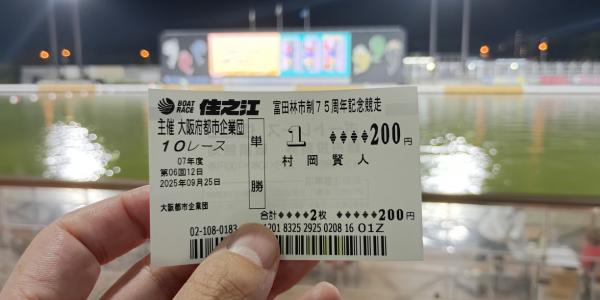 BOAT RACE 住之江
富田林市制75周年記念競走
主催 大阪府都市企業団
10レース
07年度
第06回12日
2025年09月25日
大阪都市企業団
単勝
1 ♦♦♦♦200円
村岡賢人
合計♦♦♦♦♦2枚 ♦♦♦♦♦200円
02-108-0183
201 8325 2925 0208 16 01Z